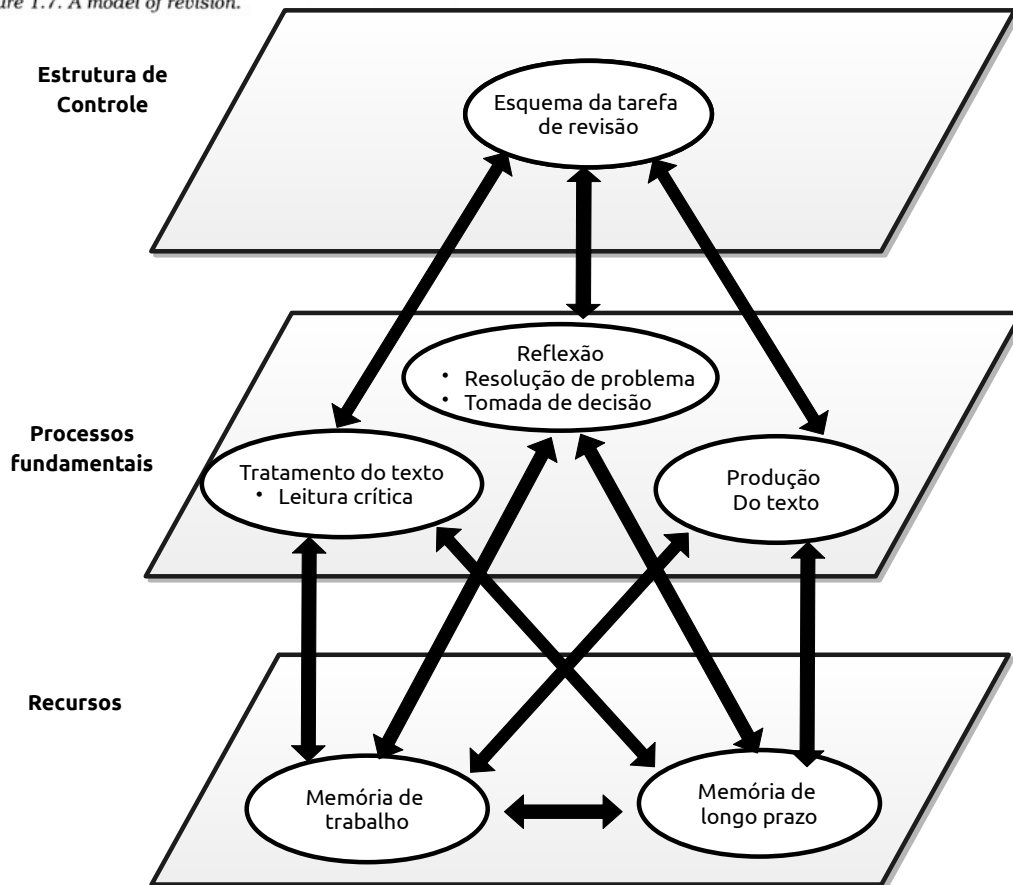 ure 1.7. A model of revision.
Estrutura de
Controle
Esquema da tarefa
de revisão
Processos
fundamentais
Reflexão
• Resolução de problema
• Tomada de decisão
Tratamento do texto
• Leitura crítica
Produção
Do texto
Recursos
Memória de
trabalho
Memória de
longo prazo